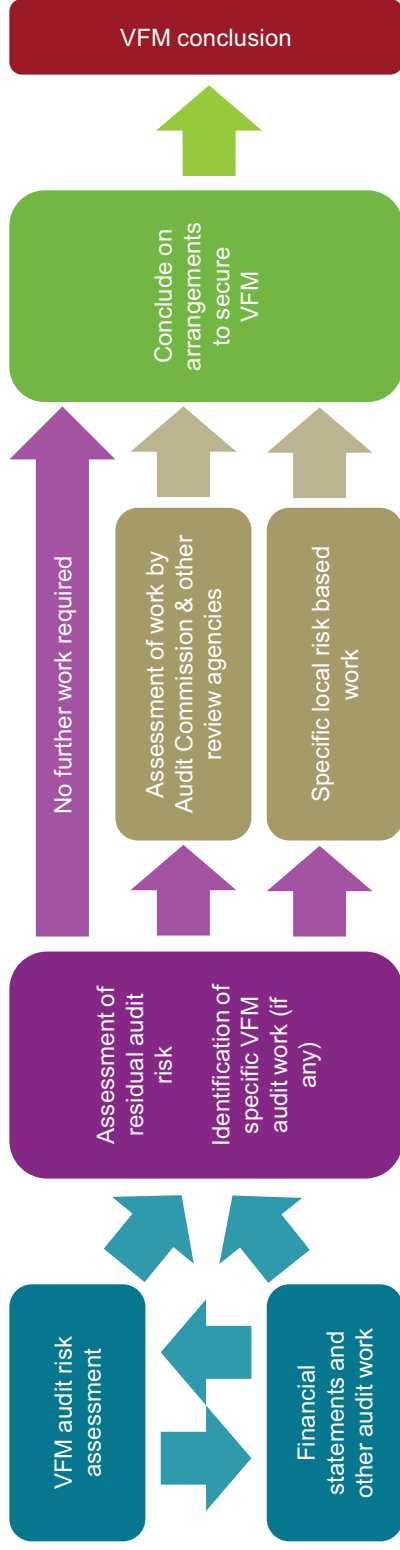 VFM audit risk
assessment
Financial
statements and
other audit work
Assessment of
residual audit
risk
Identification of
specific VFM
audit work (if
any)
No further work required
Assessment of work by
Audit Commission & other
review agencies
Specific local risk based
work
Conclude on
arrangements
to secure
VFM
VFM conclusion